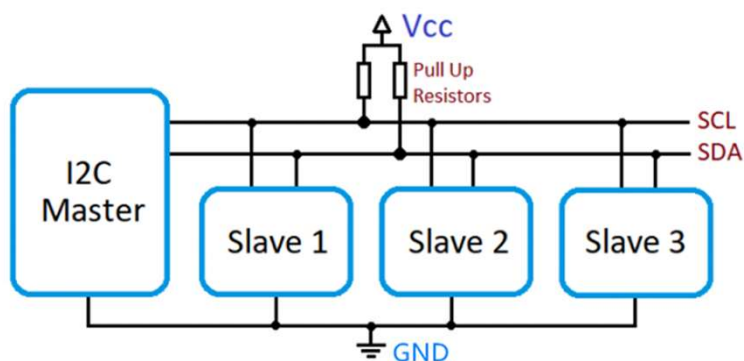 Vcc
Pull Up
Resistors
SCL
SDA
I2C
Master
Slave 1
Slave 2
Slave 3
GND